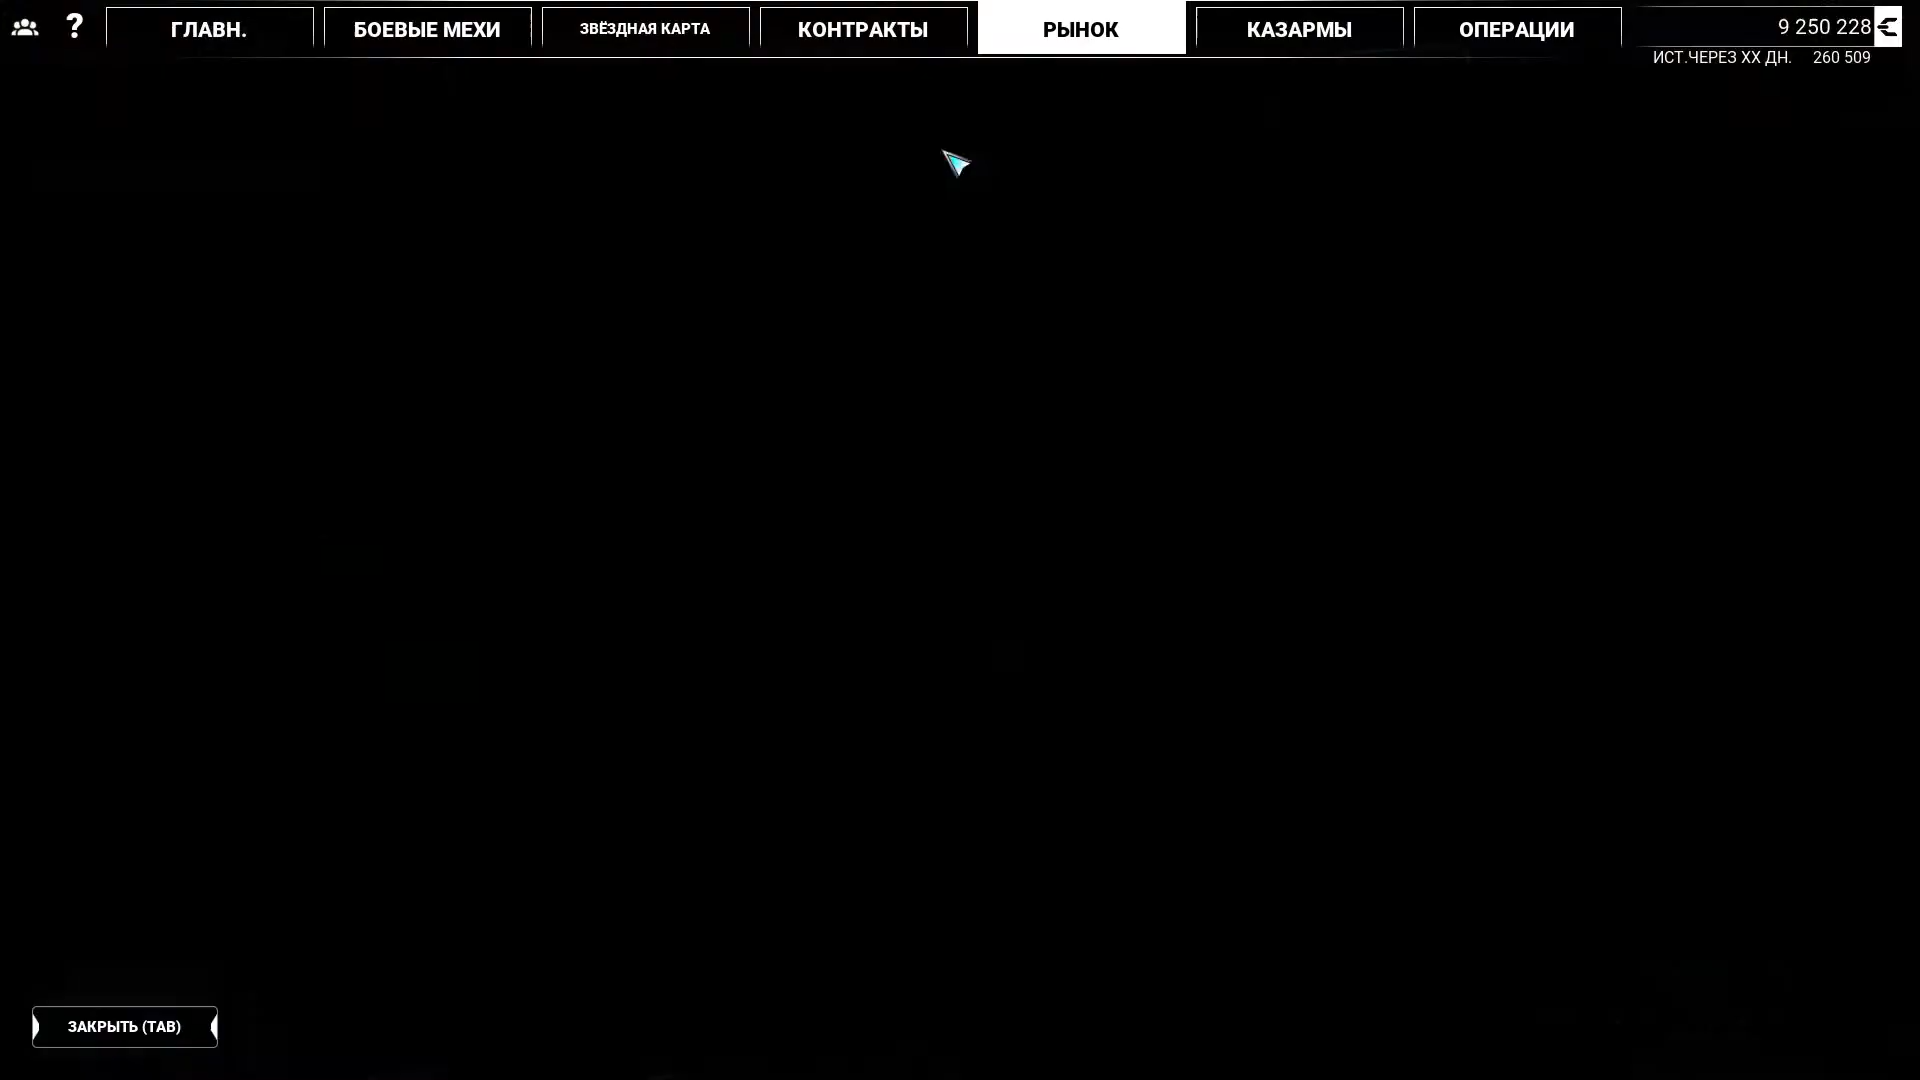 ?
ГЛАВН.
БОЕВЫЕ МЕХИ
ЗВЁЗДНАЯ КАРТА
КОНТРАКТЫ
РЫНОК
КАЗАРМЫ
ОПЕРАЦИИ
9 250 228
ИСТ.ЧЕРЕЗ XX ДН. 260 509
ЗАКРЫТЬ (TAB)